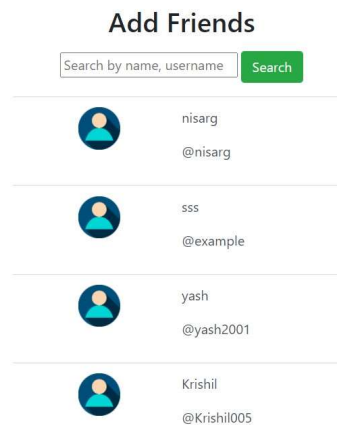 Add Friends
Search by name, username Search
nisarg
@nisarg
sss
@example
yash
@yash2001
Krishil
@Krishil005